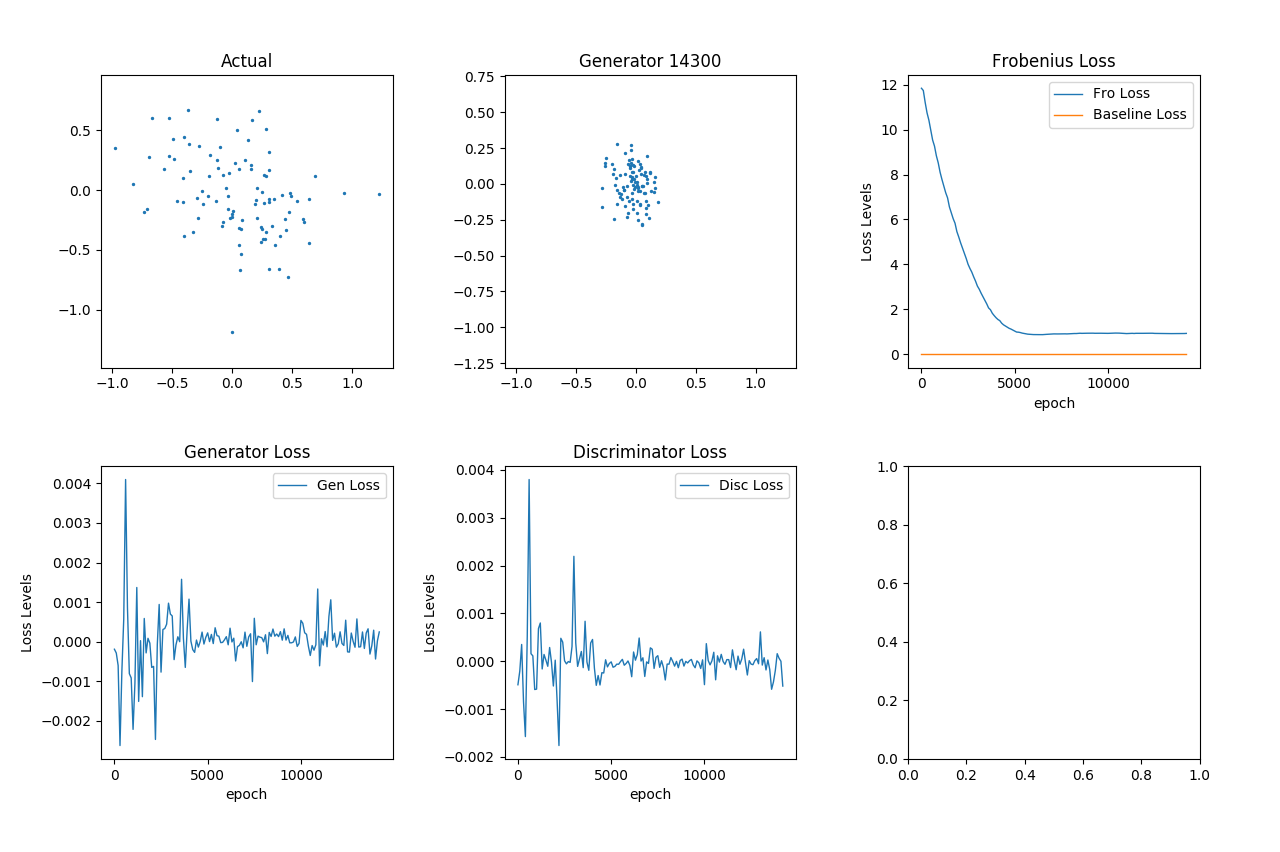 Actual
0.5
0.0
−0.5
−1.0
−1.0 −0.5 0.0 0.5 1.0
Generator 14300
0.75
0.50
0.25
0.00
−0.25
−0.50
−0.75
−1.00
−1.25
−1.0 −0.5 0.0 0.5 1.0
Frobenius Loss
Fro Loss
Baseline Loss
Loss Levels
12
10
8
6
4
2
0
0 5000 10000
epoch
Generator Loss
Gen Loss
Loss Levels
0.004
0.003
0.002
0.001
0.000
−0.001
−0.002
0 5000 10000
epoch
Discriminator Loss
Disc Loss
Loss Levels
0.004
0.003
0.002
0.001
0.000
−0.001
−0.002
0 5000 10000
epoch
1.0
0.8
0.6
0.4
0.2
0.0
0.0 0.2 0.4 0.6 0.8 1.0